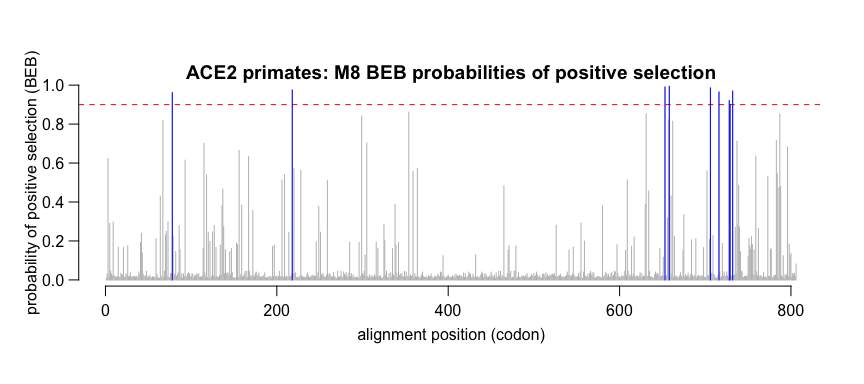 ACE2 primates: M8 BEB probabilities of positive selection
probability of positive selection (BEB)
1.0
0.8
0.6
0.4
0.2
0.0
0 200 400 600 800
alignment position (codon)